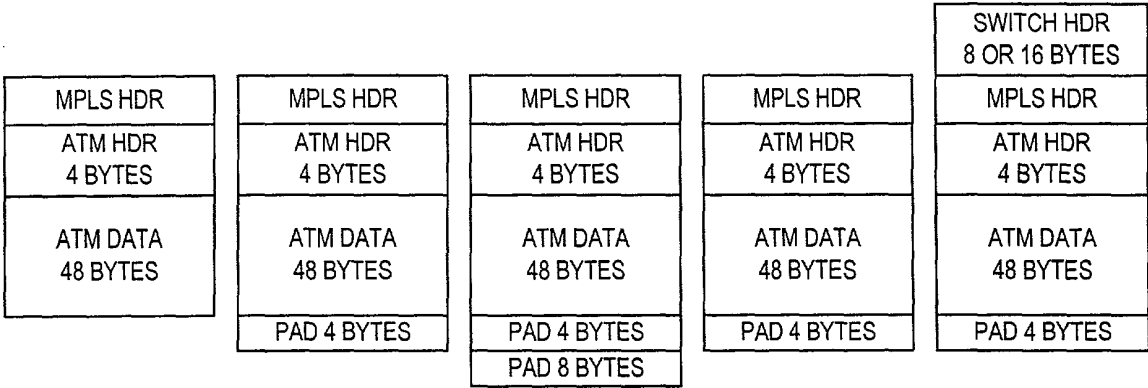 MPLS HDR
ATM HDR
4 BYTES
ATM DATA
48 BYTES
MPLS HDR
ATM HDR
4 BYTES
ATM DATA
48 BYTES
PAD 4 BYTES
MPLS HDR
ATM HDR
4 BYTES
ATM DATA
48 BYTES
PAD 4 BYTES
PAD 8 BYTES
MPLS HDR
ATM HDR
4 BYTES
ATM DATA
48 BYTES
PAD 4 BYTES
SWITCH HDR
8 OR 16 BYTES
MPLS HDR
ATM HDR
4 BYTES
ATM DATA
48 BYTES
PAD 4 BYTES